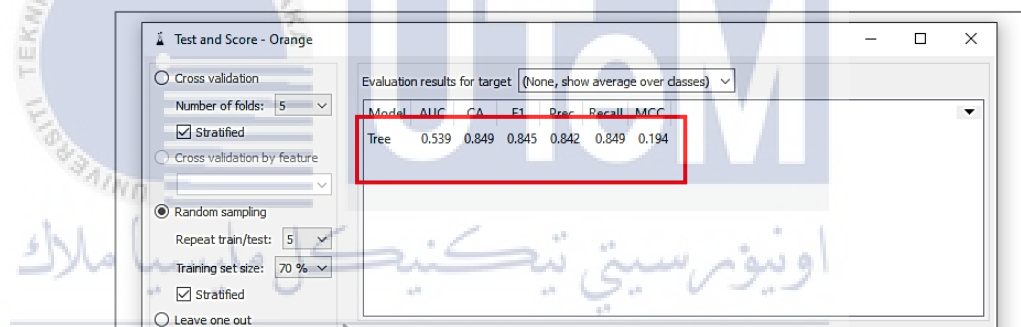 Test and Score - Orange
Cross validation
Number of folds: 5
Stratified
Cross validation by feature
Random sampling
Repeat train/test: 5
Training set size: 70 %
Stratified
Leave one out
Evaluation results for target (None, show average over classes)
Model AUC CA F1 Prec Recall MCC
Tree 0.539 0.849 0.845 0.842 0.849 0.194
UTeM
اونيۏرسيتي تيكنيكل مليسيا ملاك